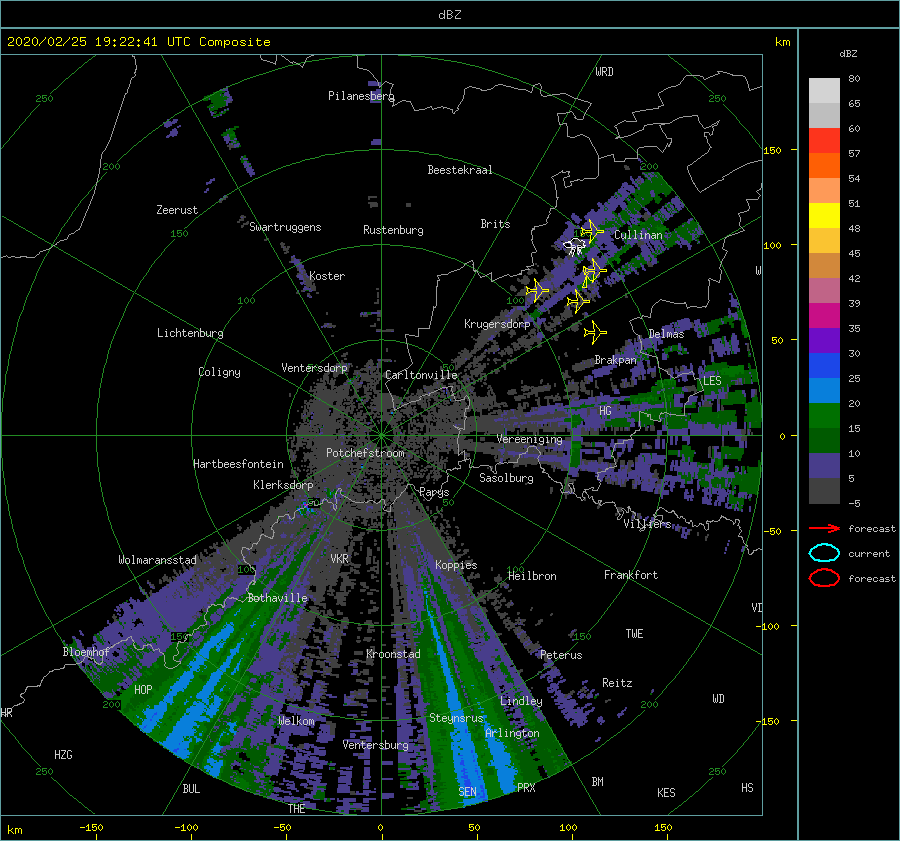 dBZ
2020/02/25 19:22:41 UTC Composite
km
dBZ
WRD
80
250
Pilanesberg
250
65
60
150
57
200
Beestekraal
200
54
Zeerust
51
Swartruggens
Rustenburg
Brits
150
Cullinan
48
100
45
Koster
W
42
100
100
39
Krugersdorp
35
Lichtenburg
Delmas
50
Brakpan
30
Coligny
Ventersdorp
Carltonville
LES
25
50
HG
20
15
Vereeniging
0
Potchefstroom
10
Hartbeesfontein
Sasolburg
5
Klerksdorp
Parys
50
50
-5
Villiers
forecast
-50
Wolmaransstad
VKR
Koppies
current
100
100
Heilbron
Frankfort
forecast
Bothaville
VD
-100
150
150
TWE
Bloemhof
Kroonstad
Peterus
HOP
Reitz
200
Lindley
200
WD
HR
Welkom
Steynsrus
-150
Arlington
Ventersburg
HZG
250
250
BUL
SEN
PRX
BM
KES
HS
THE
km
-150
-100
-50
0
50
100
150